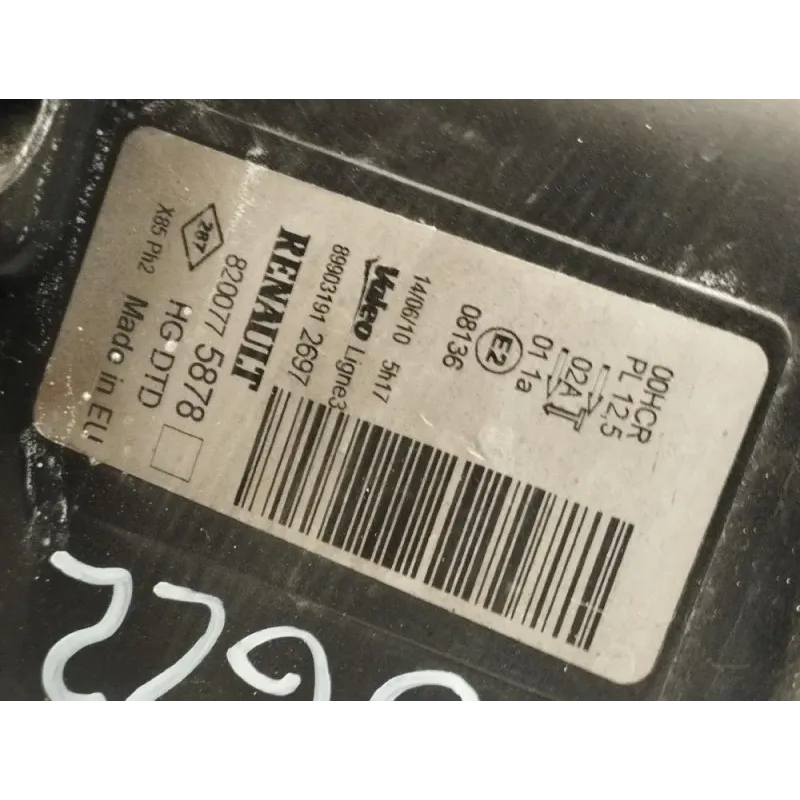 00HCR
PL 12,5
02A
01 1a
E2
08136
14/06/10 5h17
Valeo Ligne3
89903191 2697
RENAULT
820077 5878
287
HG DTD
X85 Ph2
Made in EU